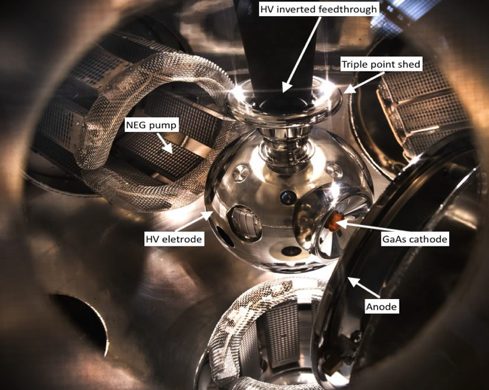 HV inverted feedthrough
Triple point shed
NEG pump
HV eletrode
GaAs cathode
Anode